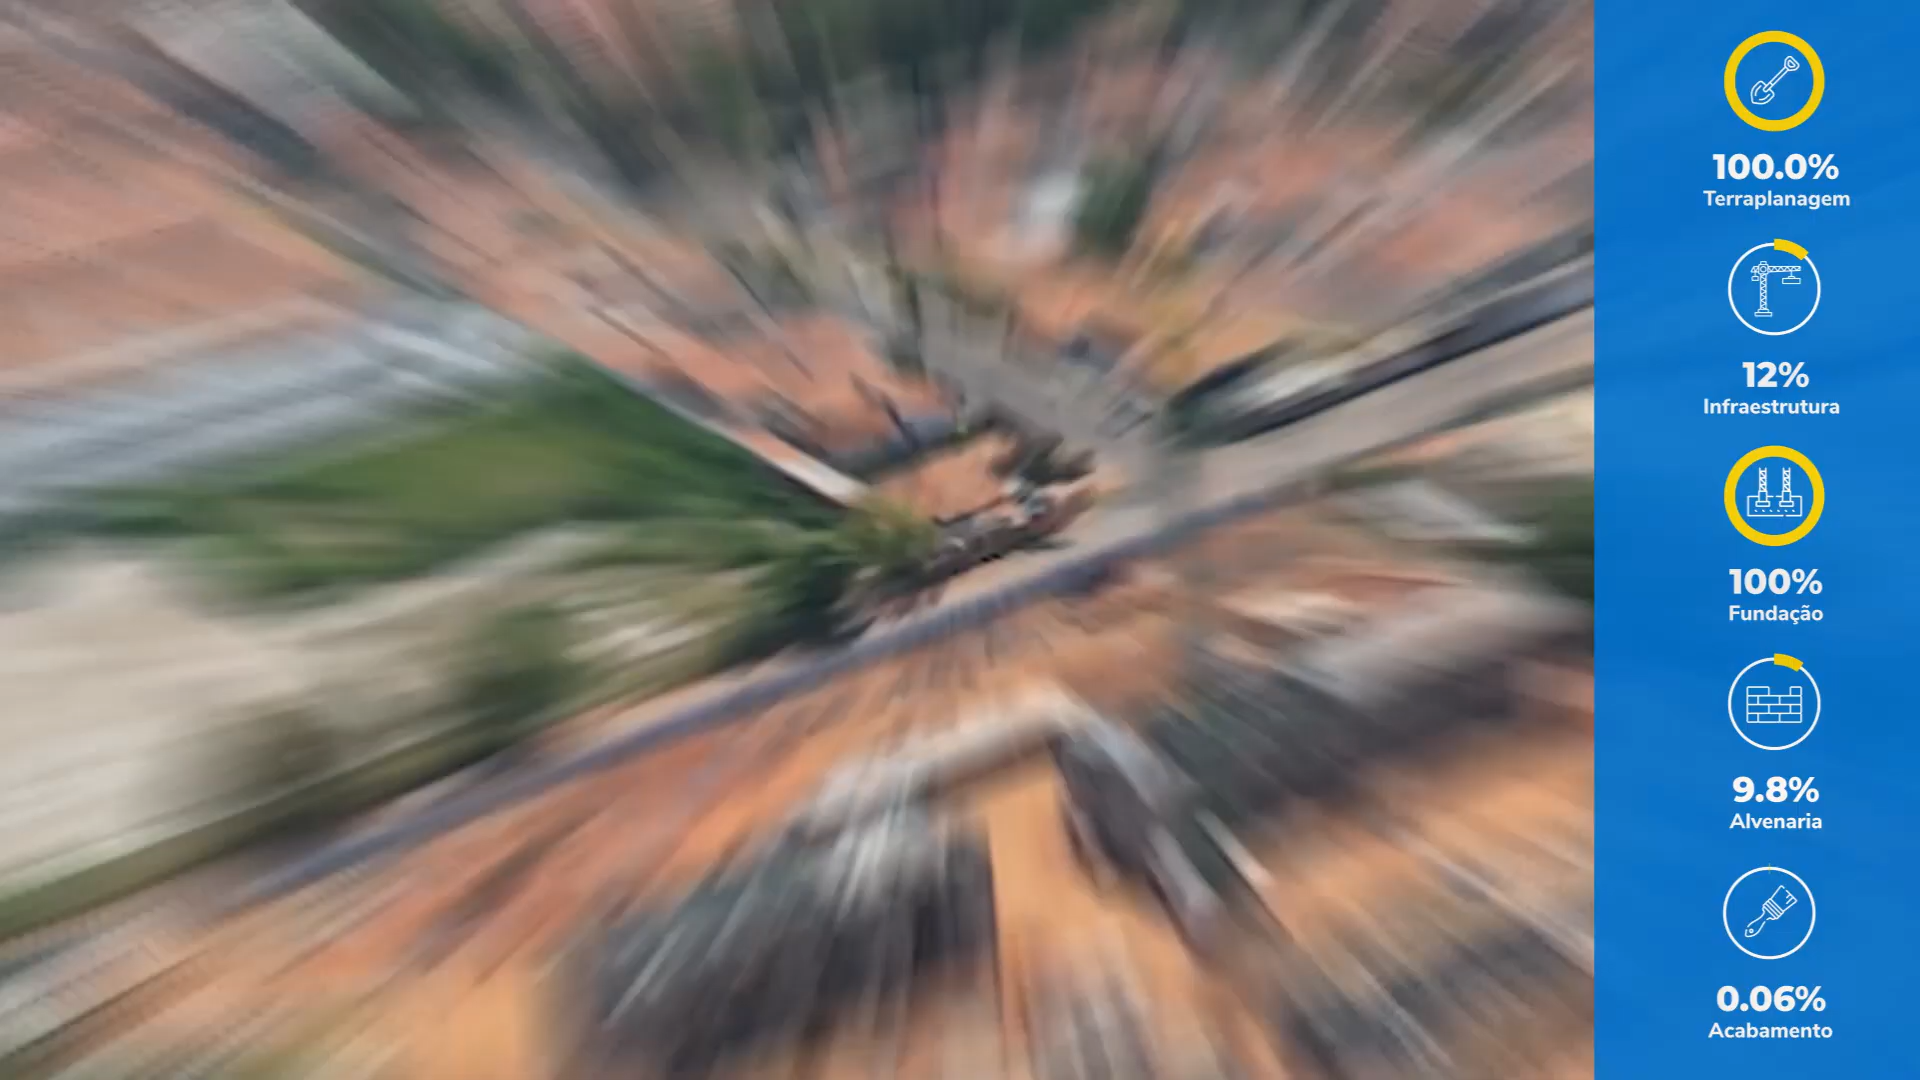 100.0%
Terraplanagem
12%
Infraestrutura
100%
Fundação
9.8%
Alvenaria
0.06%
Acabamento